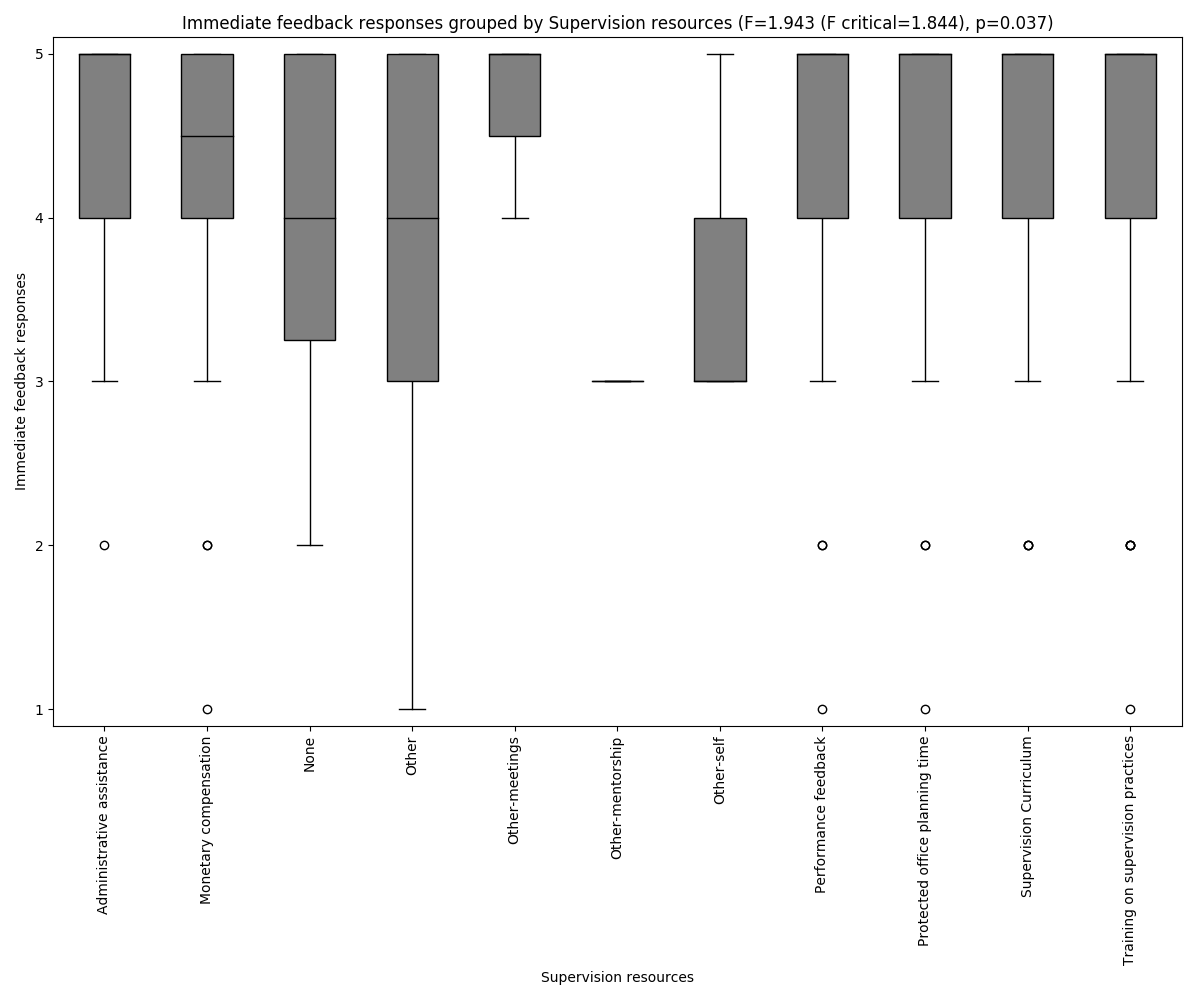 Immediate feedback responses grouped by Supervision resources (F=1.943 (F critical=1.844), p=0.037)
Immediate feedback responses
5
4
3
2
1
Administrative assistance
Monetary compensation
None
Other
Other-meetings
Other-mentorship
Other-self
Performance feedback
Protected office planning time
Supervision Curriculum
Training on supervision practices
Supervision resources